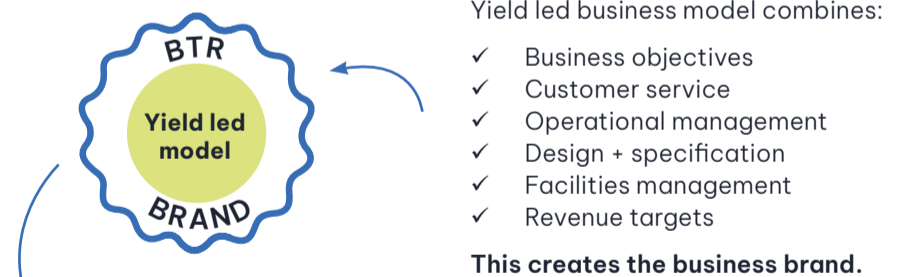 BTR
Yield led
model
BRAND
Yield led business model combines:
✓ Business objectives
✓ Customer service
✓ Operational management
✓ Design + specification
✓ Facilities management
✓ Revenue targets
This creates the business brand.